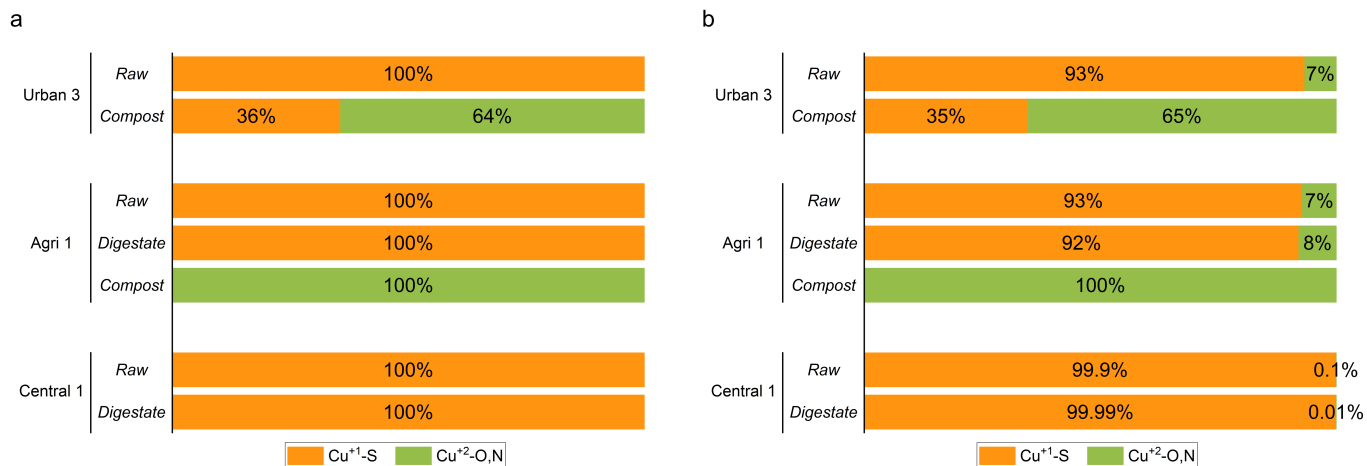 a
Urban 3
Raw
100%
Compost
36% 64%
Agri 1
Raw
100%
Digestate
100%
Compost
100%
Central 1
Raw
100%
Digestate
100%
Cu⁺¹-S Cu⁺²-O,N
b
Urban 3
Raw
93% 7%
Compost
35% 65%
Agri 1
Raw
93% 7%
Digestate
92% 8%
Compost
100%
Central 1
Raw
99.9% 0.1%
Digestate
99.99% 0.01%
Cu⁺¹-S Cu⁺²-O,N